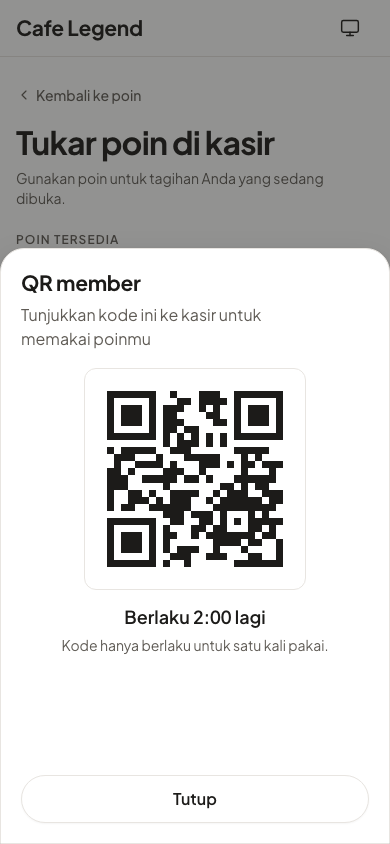 Cafe Legend
Kembali ke poin
Tukar poin di kasir
Gunakan poin untuk tagihan Anda yang sedang
dibuka.
POIN TERSEDIA
QR member
Tunjukkan kode ini ke kasir untuk
memakai poinmu
Berlaku 2:00 lagi
Kode hanya berlaku untuk satu kali pakai.
Tutup